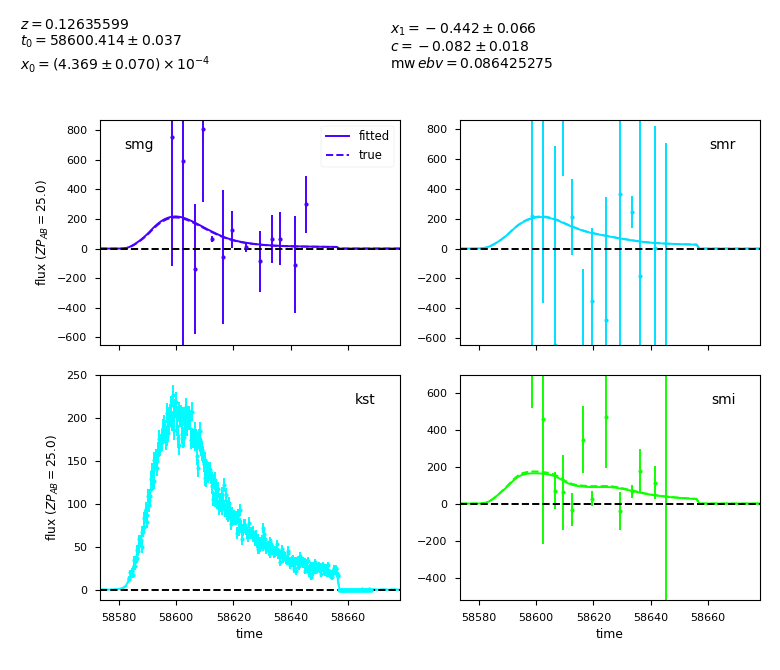 z = 0.12635599
t₀ = 58600.414 ± 0.037
x₀ = (4.369 ± 0.070) × 10⁻⁴
x₁ = −0.442 ± 0.066
c = −0.082 ± 0.018
mw ebv = 0.086425275
smg
fitted
true
800
600
400
200
0
−200
−400
−600
flux (ZP_AB = 25.0)
smr
800
600
400
200
0
−200
−400
−600
kst
250
200
150
100
50
0
flux (ZP_AB = 25.0)
58580 58600 58620 58640 58660
time
smi
600
400
200
0
−200
−400
58580 58600 58620 58640 58660
time